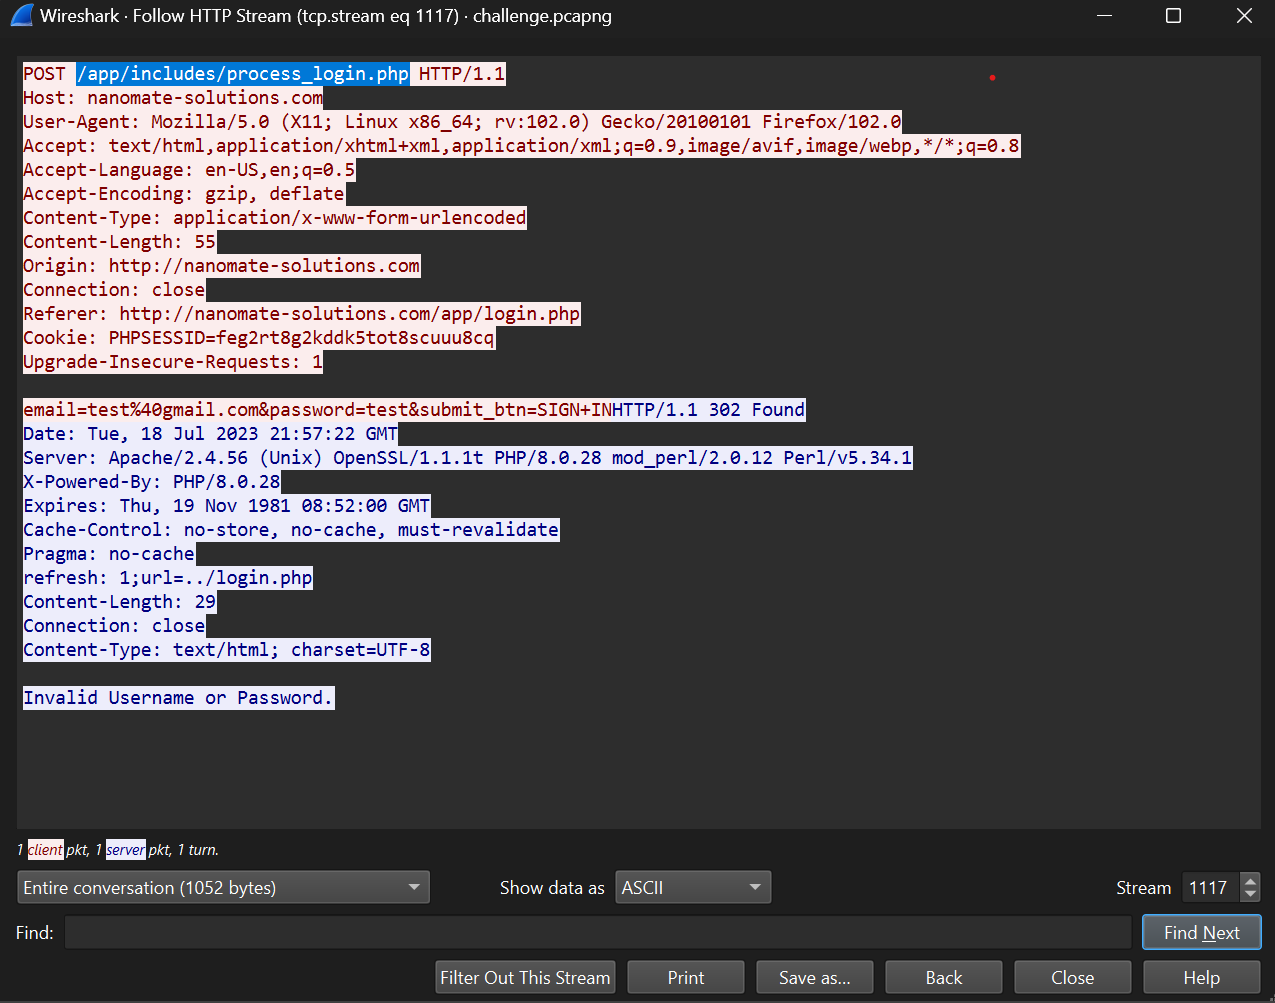 Wireshark · Follow HTTP Stream (tcp.stream eq 1117) · challenge.pcapng
POST /app/includes/process_login.php HTTP/1.1
Host: nanomate-solutions.com
User-Agent: Mozilla/5.0 (X11; Linux x86_64; rv:102.0) Gecko/20100101 Firefox/102.0
Accept: text/html,application/xhtml+xml,application/xml;q=0.9,image/avif,image/webp,*/*;q=0.8
Accept-Language: en-US,en;q=0.5
Accept-Encoding: gzip, deflate
Content-Type: application/x-www-form-urlencoded
Content-Length: 55
Origin: http://nanomate-solutions.com
Connection: close
Referer: http://nanomate-solutions.com/app/login.php
Cookie: PHPSESSID=feg2rt8g2kddk5tot8scuuu8cq
Upgrade-Insecure-Requests: 1
email=test%40gmail.com&password=test&submit_btn=SIGN+INHTTP/1.1 302 Found
Date: Tue, 18 Jul 2023 21:57:22 GMT
Server: Apache/2.4.56 (Unix) OpenSSL/1.1.1t PHP/8.0.28 mod_perl/2.0.12 Perl/v5.34.1
X-Powered-By: PHP/8.0.28
Expires: Thu, 19 Nov 1981 08:52:00 GMT
Cache-Control: no-store, no-cache, must-revalidate
Pragma: no-cache
refresh: 1;url=../login.php
Content-Length: 29
Connection: close
Content-Type: text/html; charset=UTF-8
Invalid Username or Password.
1 client pkt, 1 server pkt, 1 turn.
Entire conversation (1052 bytes) Show data as ASCII Stream 1117
Find: Find Next
Filter Out This Stream Print Save as... Back Close Help